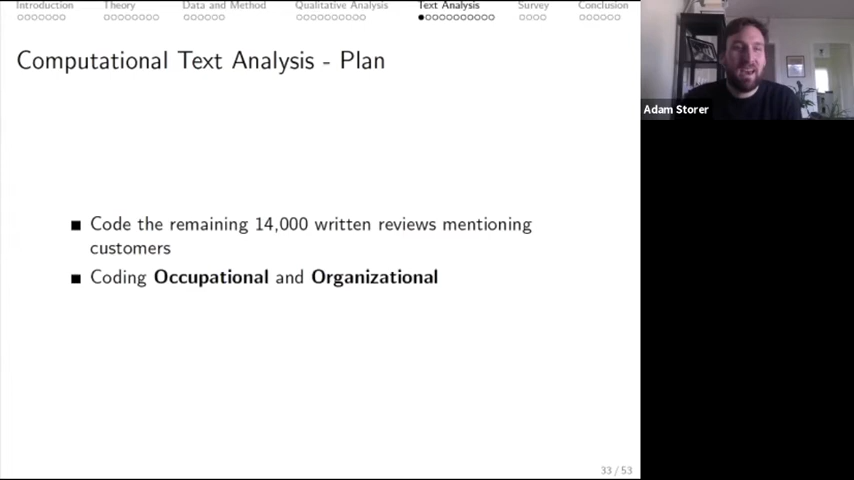 Introduction Theory Data and Method Qualitative Analysis Text Analysis Survey Conclusion
Computational Text Analysis - Plan
Adam Storer
Code the remaining 14,000 written reviews mentioning
customers
Coding Occupational and Organizational
33 / 53